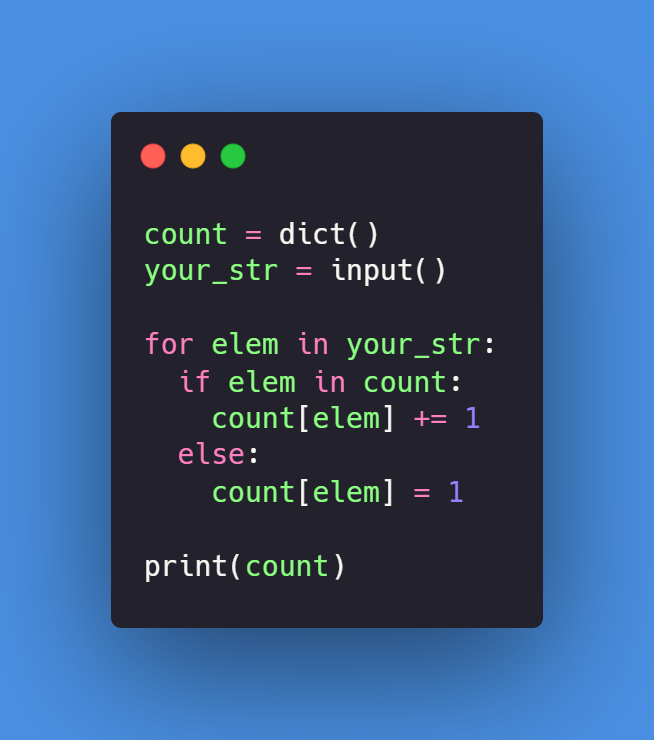 count = dict()
your_str = input()
for elem in your_str:
  if elem in count:
    count[elem] += 1
  else:
    count[elem] = 1
print(count)